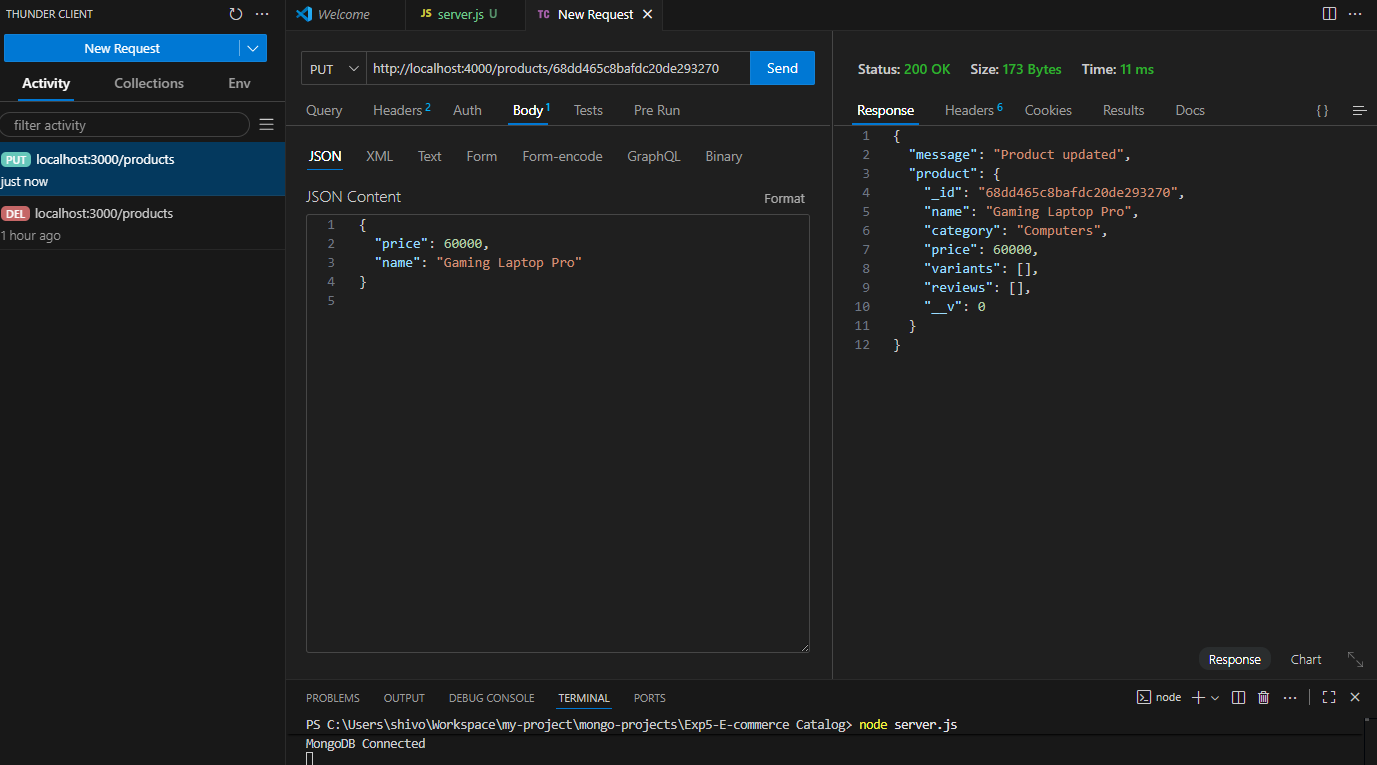 THUNDER CLIENT
New Request
Activity Collections Env
filter activity
PUT localhost:3000/products
just now
DEL localhost:3000/products
1 hour ago
Welcome JS server.js U TC New Request
PUT http://localhost:4000/products/68dd465c8bafdc20de293270 Send
Query Headers 2 Auth Body 1 Tests Pre Run
JSON XML Text Form Form-encode GraphQL Binary
JSON Content Format
1 {
2 "price": 60000,
3 "name": "Gaming Laptop Pro"
4 }
5
Status: 200 OK Size: 173 Bytes Time: 11 ms
Response Headers 6 Cookies Results Docs { }
1 {
2 "message": "Product updated",
3 "product": {
4 "_id": "68dd465c8bafdc20de293270",
5 "name": "Gaming Laptop Pro",
6 "category": "Computers",
7 "price": 60000,
8 "variants": [],
9 "reviews": [],
10 "__v": 0
11 }
12 }
Response Chart
PROBLEMS OUTPUT DEBUG CONSOLE TERMINAL PORTS node
PS C:\Users\shivo\Workspace\my-project\mongo-projects\Exp5-E-commerce Catalog> node server.js
MongoDB Connected